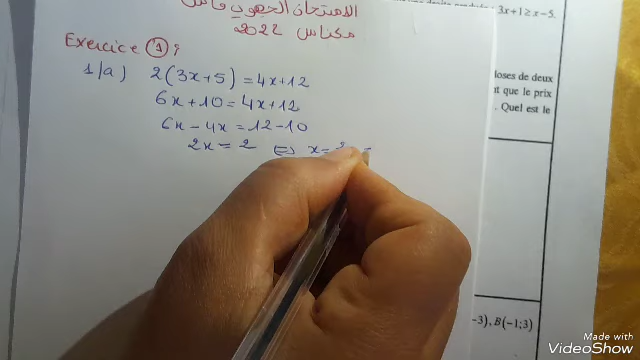 الامتحان الجهوي فاس
مكناس 2022
Exercice 1:
1/a) 2(3x+5)=4x+12
6x+10=4x+12
6x-4x=12-10
2x=2 ⇔ x=2
3x+1≥x-5
loses de deux
t que le prix
. Quel est le
-3), B(-1;3)
Made with
VideoShow